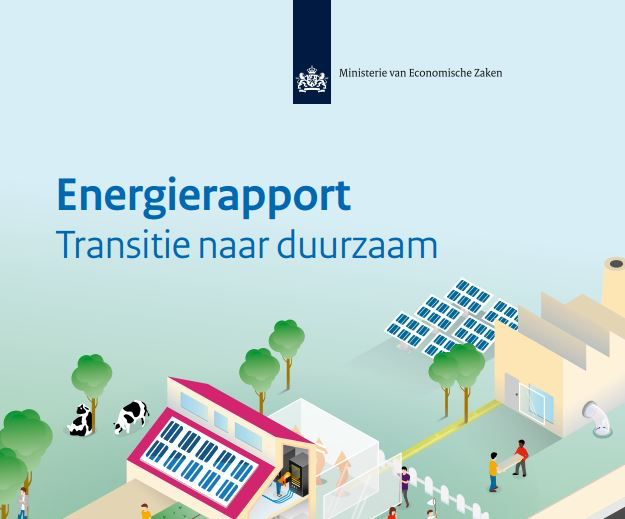 Ministerie van Economische Zaken
Energierapport
Transitie naar duurzaam